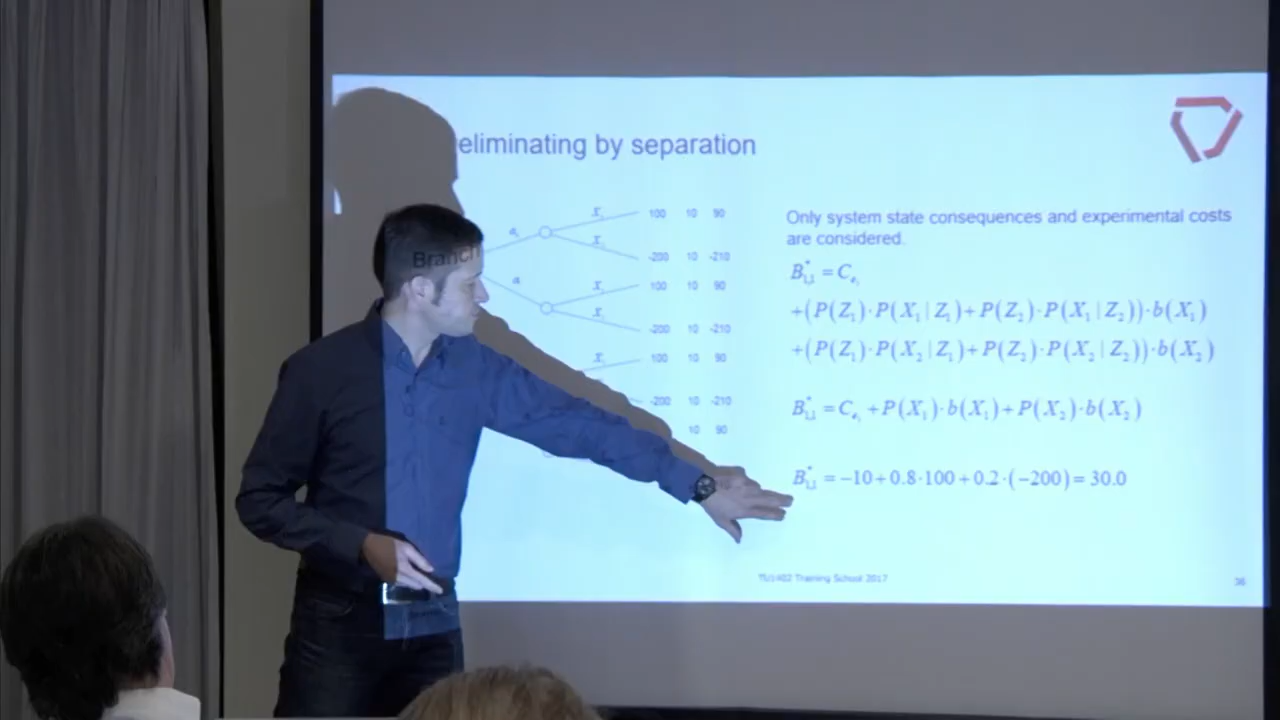 eliminating by separation
Only system state consequences and experimental costs
are considered.
Branch
X 100 10 90
X -200 10 -210
X 100 10 90
X -200 10 -210
X 100 10 90
-200 10 -210
10 90
a
B*₁,₁ = C
+(P(Z₁)·P(X₁|Z₁)+P(Z₂)·P(X₁|Z₂))·b(X₁)
+(P(Z₁)·P(X₂|Z₁)+P(Z₂)·P(X₂|Z₂))·b(X₂)
B*₁,₁ = C +P(X₁)·b(X₁)+P(X₂)·b(X₂)
B*₁,₁ = −10+0.8·100+0.2·(−200)=30.0
TU1402 Training School 2017
36